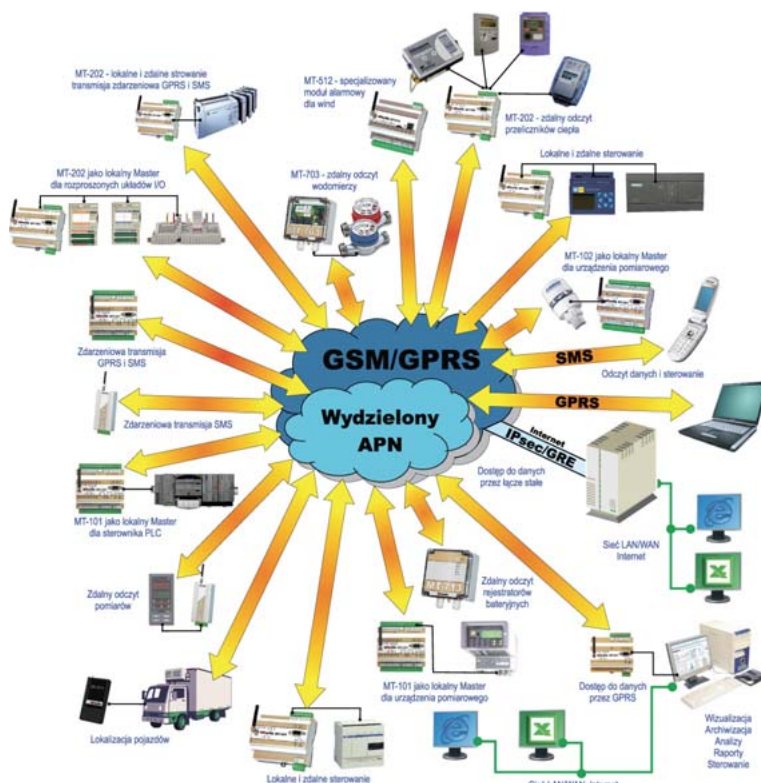 MT-202 - lokalne i zdalne strowanie
transmisja zdarzeniowa GPRS i SMS
MT-512 - specjalizowany
moduł alarmowy
dla wind
MT-202 - zdalny odczyt
przeliczników ciepła
MT-202 jako lokalny Master
dla rozproszonych układów I/O
MT-703 - zdalny odczyt
wodomierzy
Lokalne i zdalne sterowanie
MT-102 jako lokalny Master
dla urządzenia pomiarowego
Zdarzeniowa transmisja
GPRS i SMS
GSM/GPRS
SMS
Odczyt danych i sterowanie
Zdarzeniowa transmisja SMS
Wydzielony
APN
GPRS
Internet
IPsec/GRE
Dostęp do danych
przez łącze stałe
MT-101 jako lokalny Master
dla sterownika PLC
Sieć LAN/WAN
Internet
Zdalny odczyt
pomiarów
MT-713
Zdalny odczyt
rejestratorów
bateryjnych
MT-101 jako lokalny Master
dla urządzenia pomiarowego
Dostęp do danych
przez GPRS
Lokalizacja pojazdów
Lokalne i zdalne sterowanie
Wizualizacja
Archiwizacja
Analizy
Raporty
Sterowanie